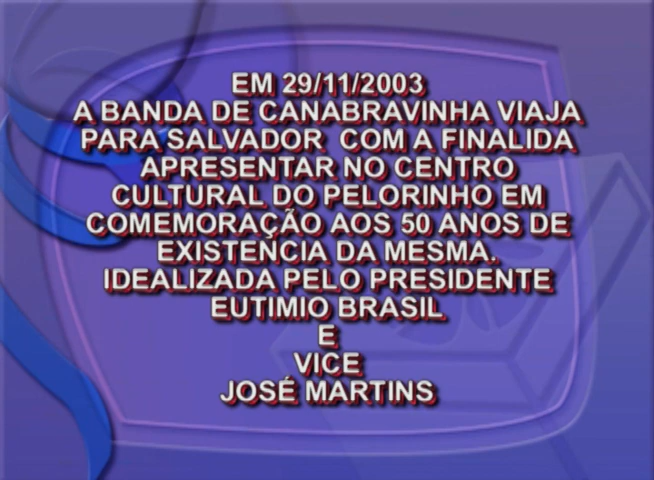 EM 29/11/2003
A BANDA DE CANABRAVINHA VIAJA
PARA SALVADOR COM A FINALIDA
APRESENTAR NO CENTRO
CULTURAL DO PELORINHO EM
COMEMORAÇÃO AOS 50 ANOS DE
EXISTENCIA DA MESMA.
IDEALIZADA PELO PRESIDENTE
EUTIMIO BRASIL
E
VICE
JOSÉ MARTINS